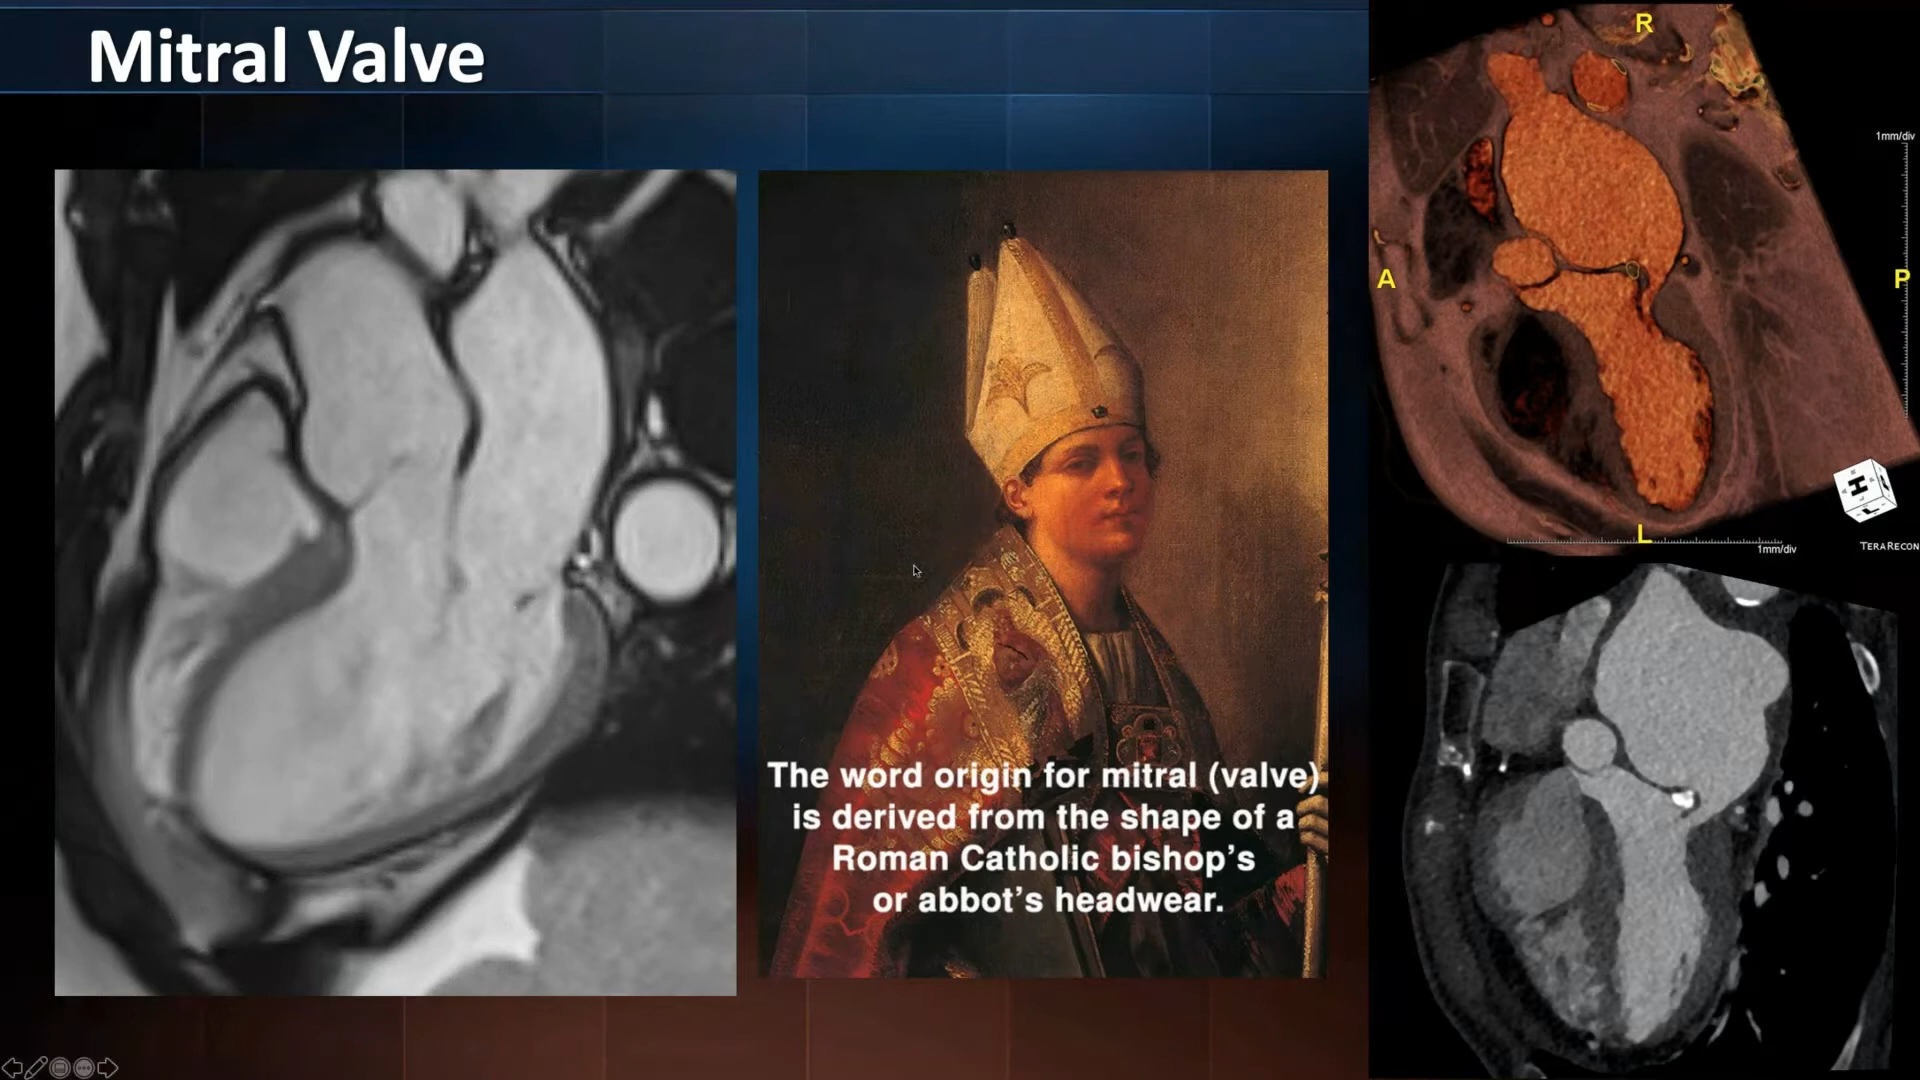 Mitral Valve
The word origin for mitral (valve)
is derived from the shape of a
Roman Catholic bishop's
or abbot's headwear.
R
1mm/div
A
P
H
L
1mm/div
TERARECON